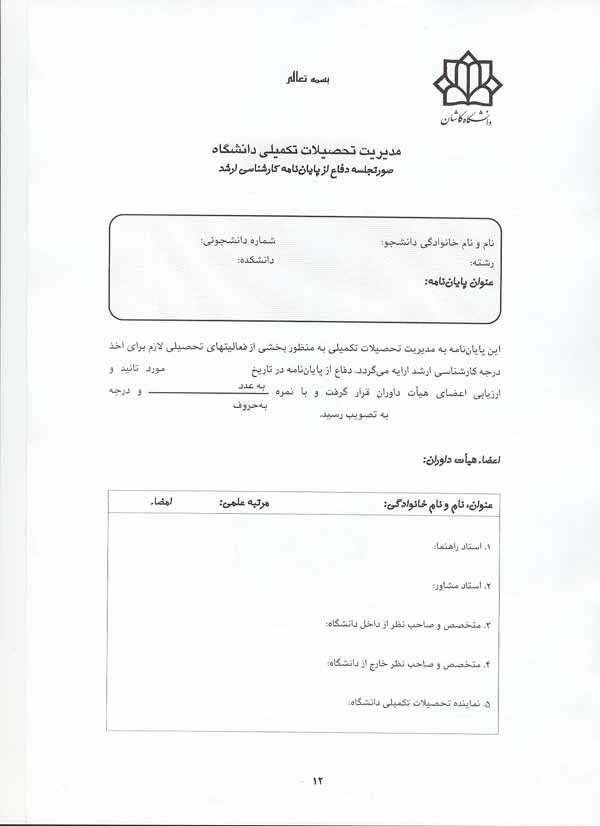 بسمه تعالی
دانشگاه کاشان
مدیریت تحصیلات تکمیلی دانشگاه
صورتجلسه دفاع از پایان‌نامه کارشناسی ارشد
نام و نام خانوادگی دانشجو: شماره دانشجوئی:
رشته: دانشکده:
عنوان پایان‌نامه:
این پایان‌نامه به مدیریت تحصیلات تکمیلی به منظور بخشی از فعالیتهای تحصیلی لازم برای اخذ
درجه کارشناسی ارشد ارایه می‌گردد. دفاع از پایان‌نامه در تاریخ مورد تائید و
ارزیابی اعضای هیأت داوران قرار گرفت و با نمره به عدد و درجه
به‌حروف
به تصویب رسید.
اعضاء هیأت داوران:
عنوان، نام و نام خانوادگی: مرتبه علمی: امضاء
۱. استاد راهنما:
۲. استاد مشاور:
۳. متخصص و صاحب نظر از داخل دانشگاه:
۴. متخصص و صاحب نظر خارج از دانشگاه:
۵. نماینده تحصیلات تکمیلی دانشگاه:
۱۲